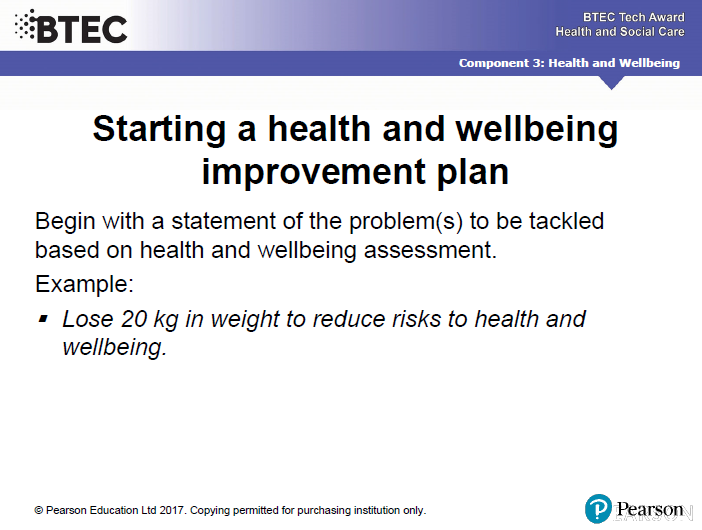 BTEC
BTEC Tech Award
Health and Social Care
Component 3: Health and Wellbeing
Starting a health and wellbeing
improvement plan
Begin with a statement of the problem(s) to be tackled
based on health and wellbeing assessment.
Example:
▪ Lose 20 kg in weight to reduce risks to health and
wellbeing.
© Pearson Education Ltd 2017. Copying permitted for purchasing institution only.
Pearson